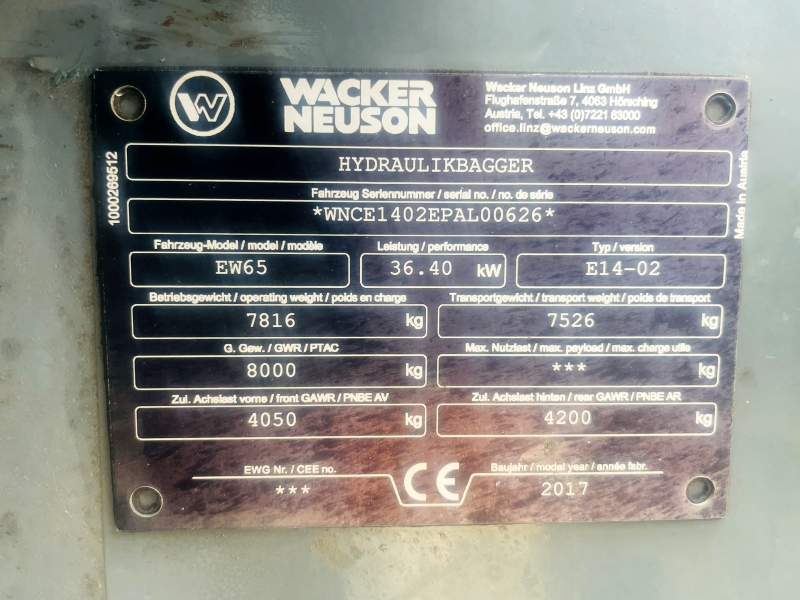 WACKER
NEUSON
Wacker Neuson Linz GmbH
Flughafenstraße 7, 4063 Hörsching
Austria, Tel. +43 (0)7221 63000
office.linz@wackerneuson.com
1000269512
Made in Austria
HYDRAULIKBAGGER
Fahrzeug Seriennummer / serial no. / no. de série
*WNCE1402EPAL00626*
Fahrzeug-Model / model / modèle
Leistung / performance
Typ / version
EW65
36.40 kW
E14-02
Betriebsgewicht / operating weight / poids en charge
Transportgewicht / transport weight / poids de transport
7816 kg
7526 kg
G. Gew. / GWR / PTAC
Max. Nutzlast / max. payload / max. charge utile
8000 kg
*** kg
Zul. Achslast vorne / front GAWR / PNBE AV
Zul. Achslast hinten / rear GAWR / PNBE AR
4050 kg
4200 kg
EWG Nr. / CEE no.
CE
Baujahr / model year / année fabr.
***
2017